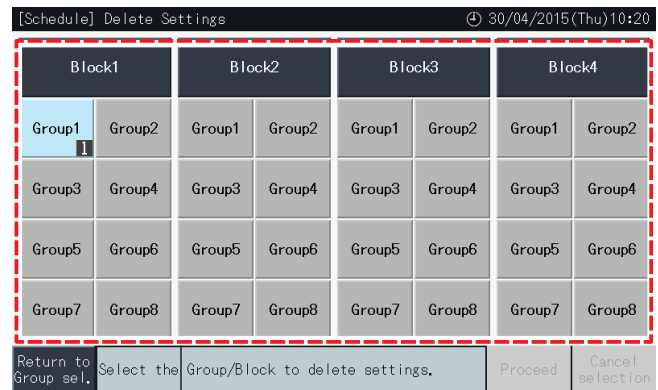 [Schedule] Delete Settings 30/04/2015(Thu)10:20
Block1 Block2 Block3 Block4
Group1 Group2 Group1 Group2 Group1 Group2 Group1 Group2
1
Group3 Group4 Group3 Group4 Group3 Group4 Group3 Group4
Group5 Group6 Group5 Group6 Group5 Group6 Group5 Group6
Group7 Group8 Group7 Group8 Group7 Group8 Group7 Group8
Return to
Group sel.
Select the Group/Block to delete settings.
Proceed
Cancel
selection